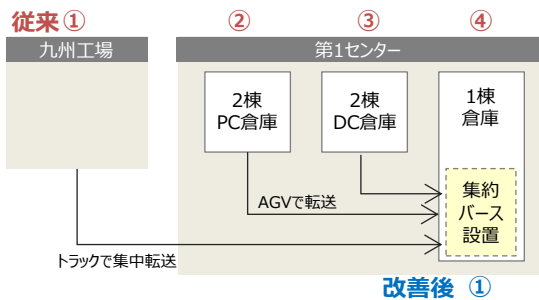 従来① ② ③ ④
九州工場
第1センター
2棟
PC倉庫
2棟
DC倉庫
1棟
倉庫
集約
バース
設置
AGVで転送
トラックで集中転送
改善後 ①